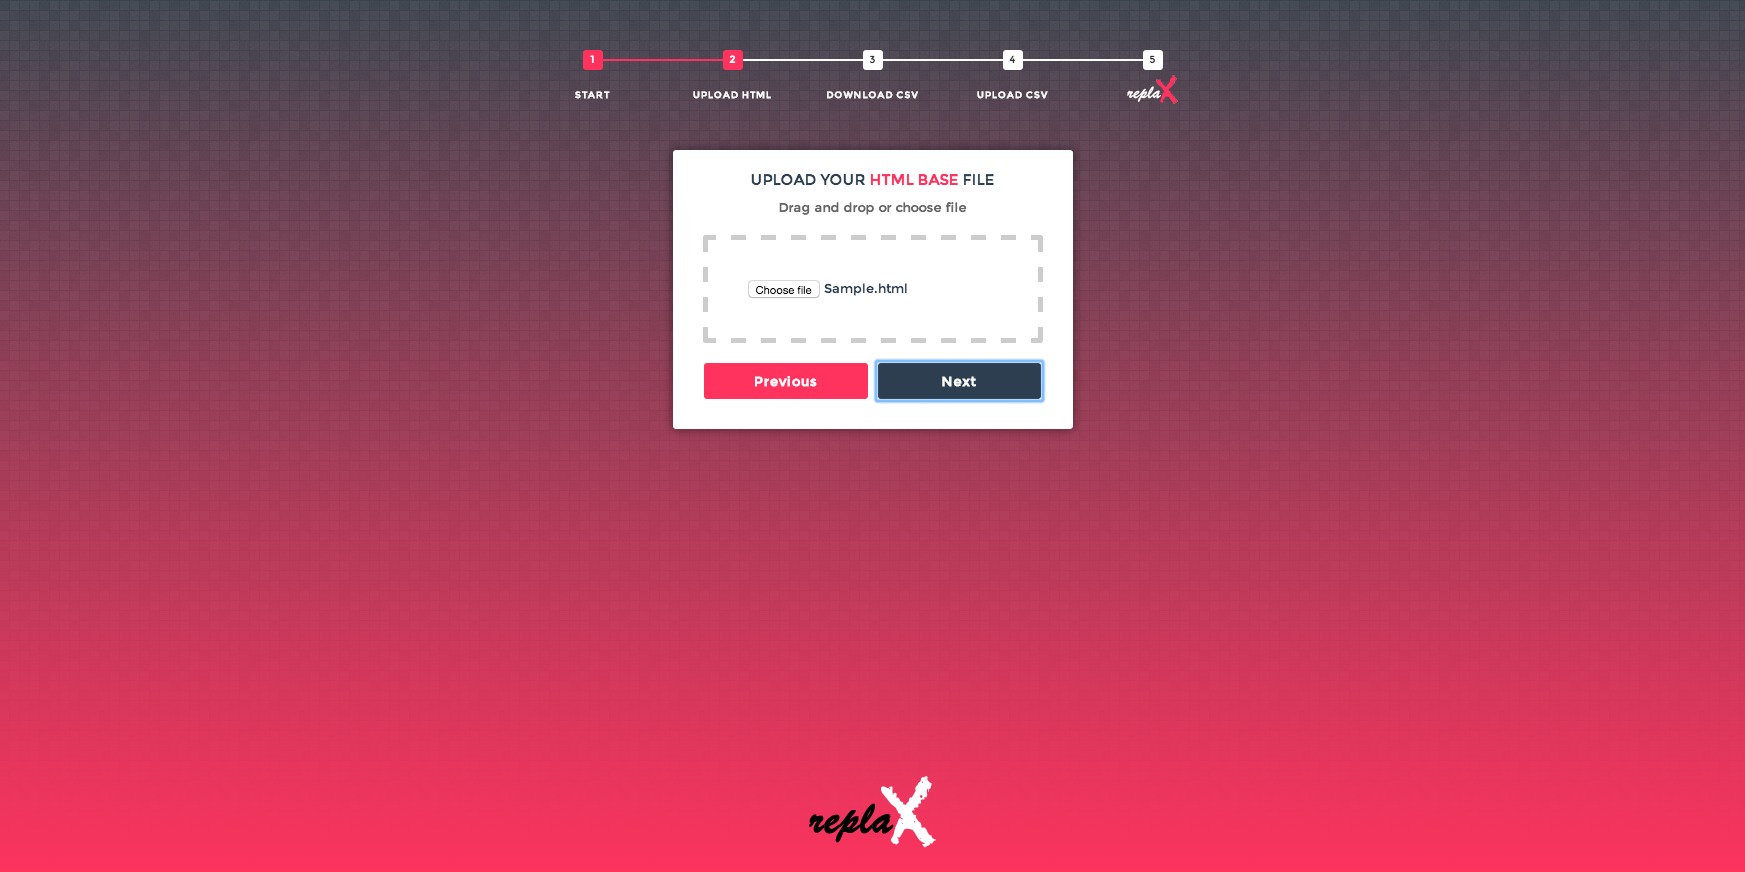 1 2 3 4 5
START UPLOAD HTML DOWNLOAD CSV UPLOAD CSV replaX
UPLOAD YOUR HTML BASE FILE
Drag and drop or choose file
Choose file Sample.html
Previous Next
replaX